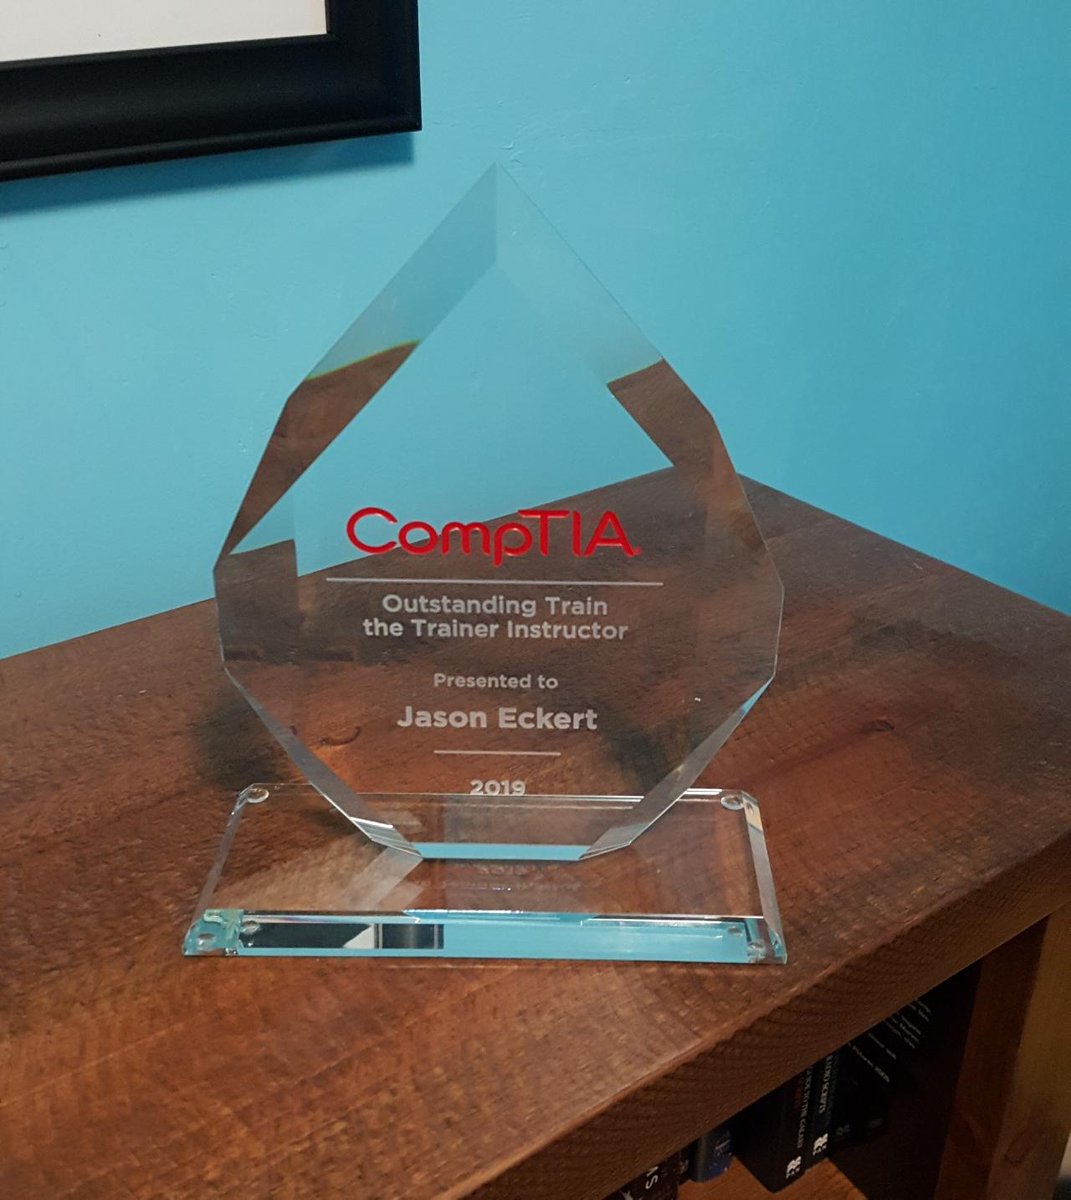 CompTIA
Outstanding Train
the Trainer Instructor
Presented to
Jason Eckert
2019